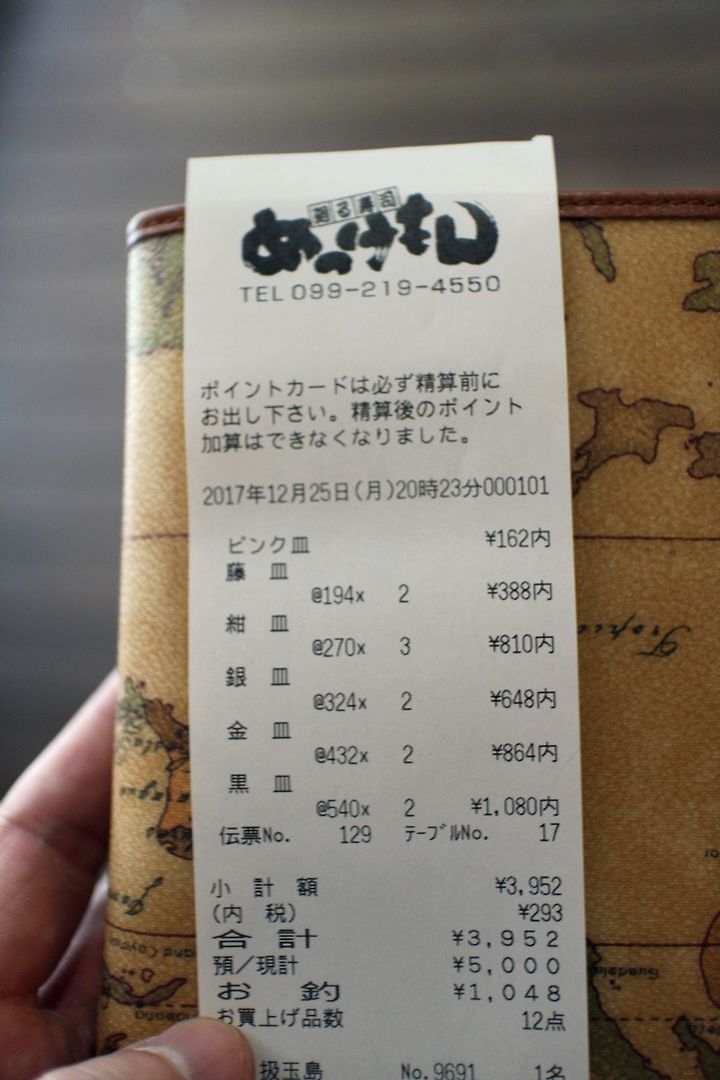 廻る寿司
めっけもん
TEL 099-219-4550
ポイントカードは必ず精算前に
お出し下さい。精算後のポイント
加算はできなくなりました。
2017年12月25日(月)20時23分000101
ピンク皿 ¥162内
藤 皿
@194x 2 ¥388内
紺 皿
@270x 3 ¥810内
銀 皿
@324x 2 ¥648内
金 皿
@432x 2 ¥864内
黒 皿
@540x 2 ¥1,080内
伝票No. 129 テーブルNo. 17
小 計 額 ¥3,952
(内 税) ¥293
合 計 ¥3,952
預/現計 ¥5,000
お 釣 ¥1,048
お買上げ品数 12点
扱玉島 No.9691 1名
Tropic